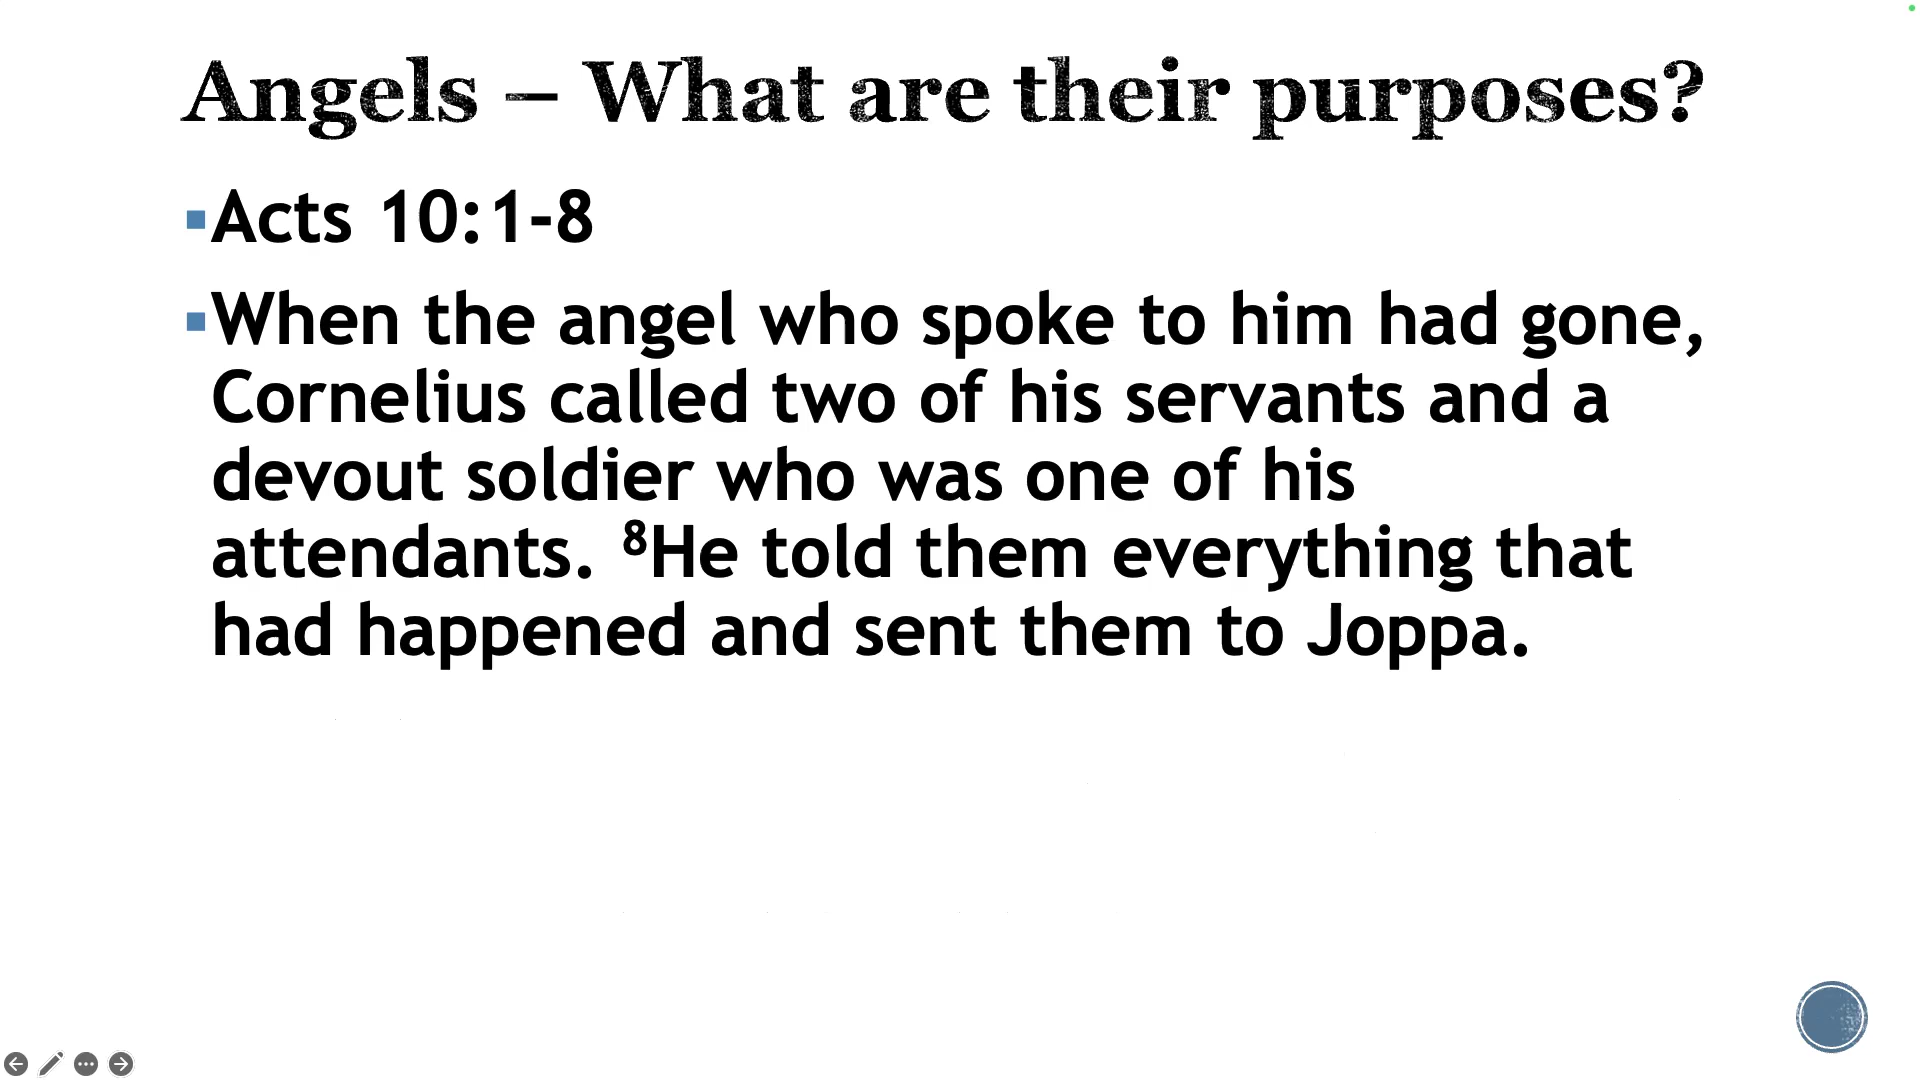 Angels – What are their purposes?
▪Acts 10:1-8
▪When the angel who spoke to him had gone,
Cornelius called two of his servants and a
devout soldier who was one of his
attendants. ⁸He told them everything that
had happened and sent them to Joppa.